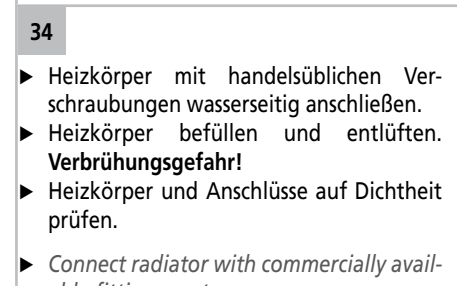 34
▶ Heizkörper mit handelsüblichen Ver-
schraubungen wasserseitig anschließen.
▶ Heizkörper befüllen und entlüften.
Verbrühungsgefahr!
▶ Heizkörper und Anschlüsse auf Dichtheit
prüfen.
▶ Connect radiator with commercially avail-